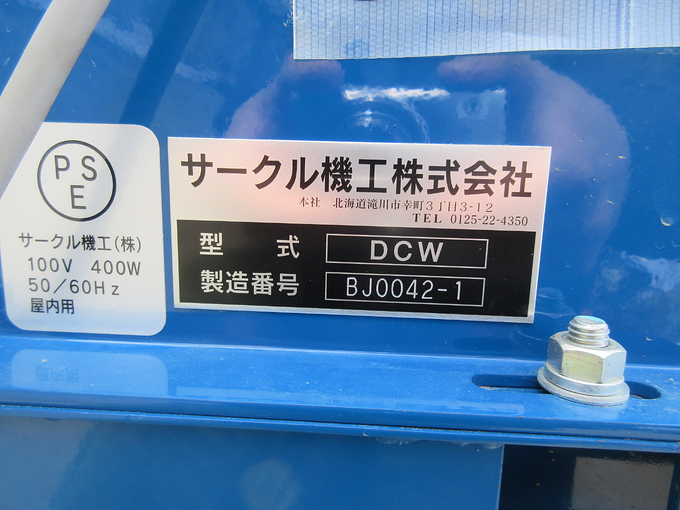 PS
E
サークル機工(株)
100V 400W
50/60Hz
屋内用
サークル機工株式会社
本社 北海道滝川市幸町3丁目3-12
TEL 0125-22-4350
型式 DCW
製造番号 BJ0042-1